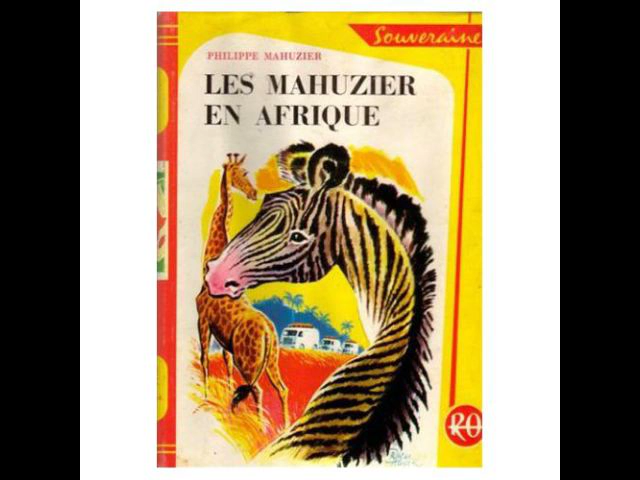 Souveraine
PHILIPPE MAHUZIER
LES MAHUZIER
EN AFRIQUE
RO